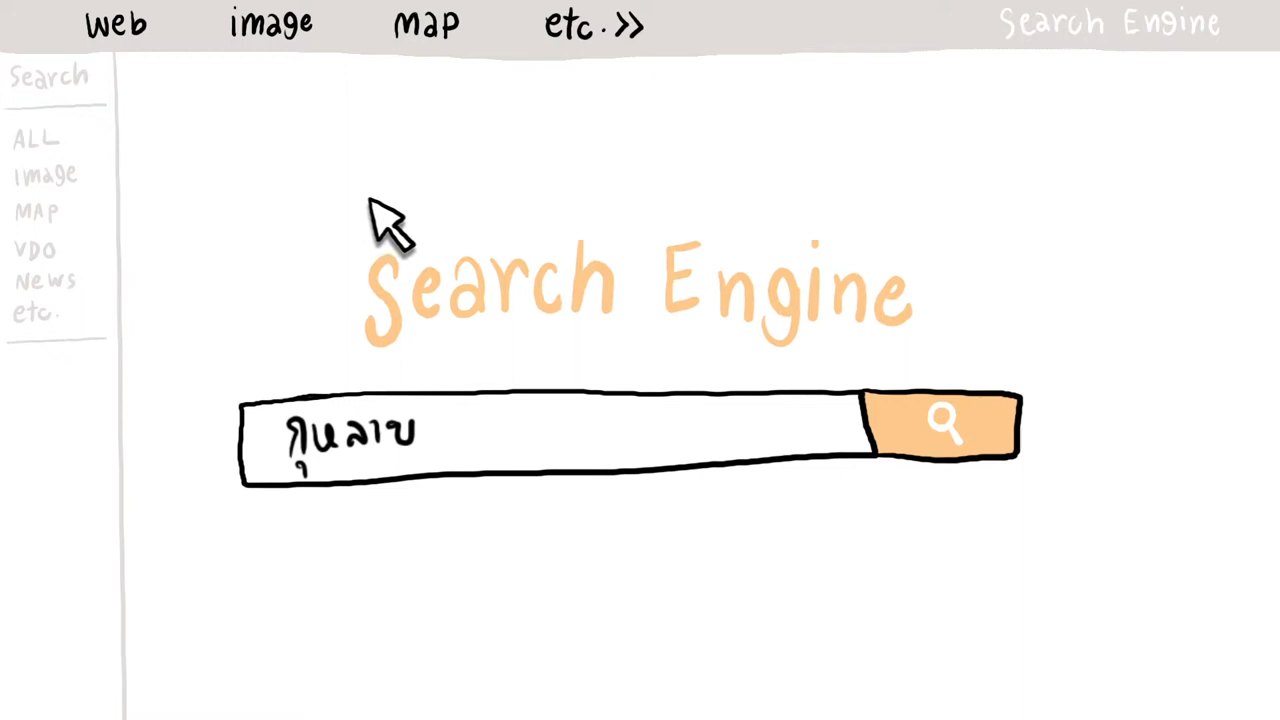 web image map etc. >> Search Engine
Search
ALL
image
MAP
VDO
News
etc.
Search Engine
กุหลาบ